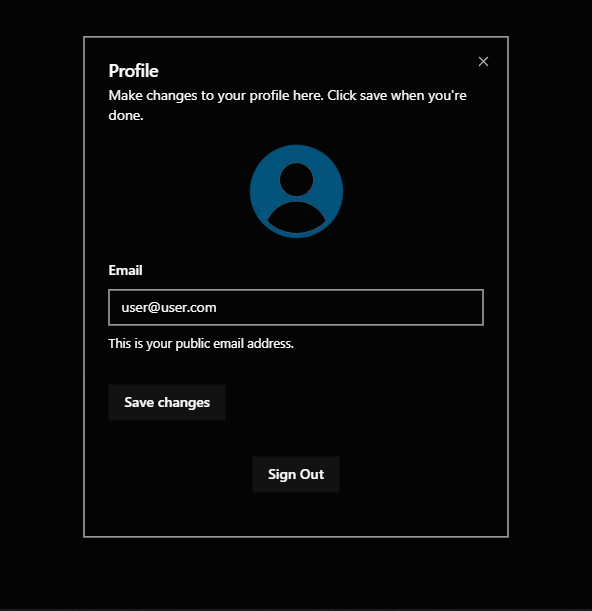 Profile
Make changes to your profile here. Click save when you're
done.
Email
user@user.com
This is your public email address.
Save changes
Sign Out